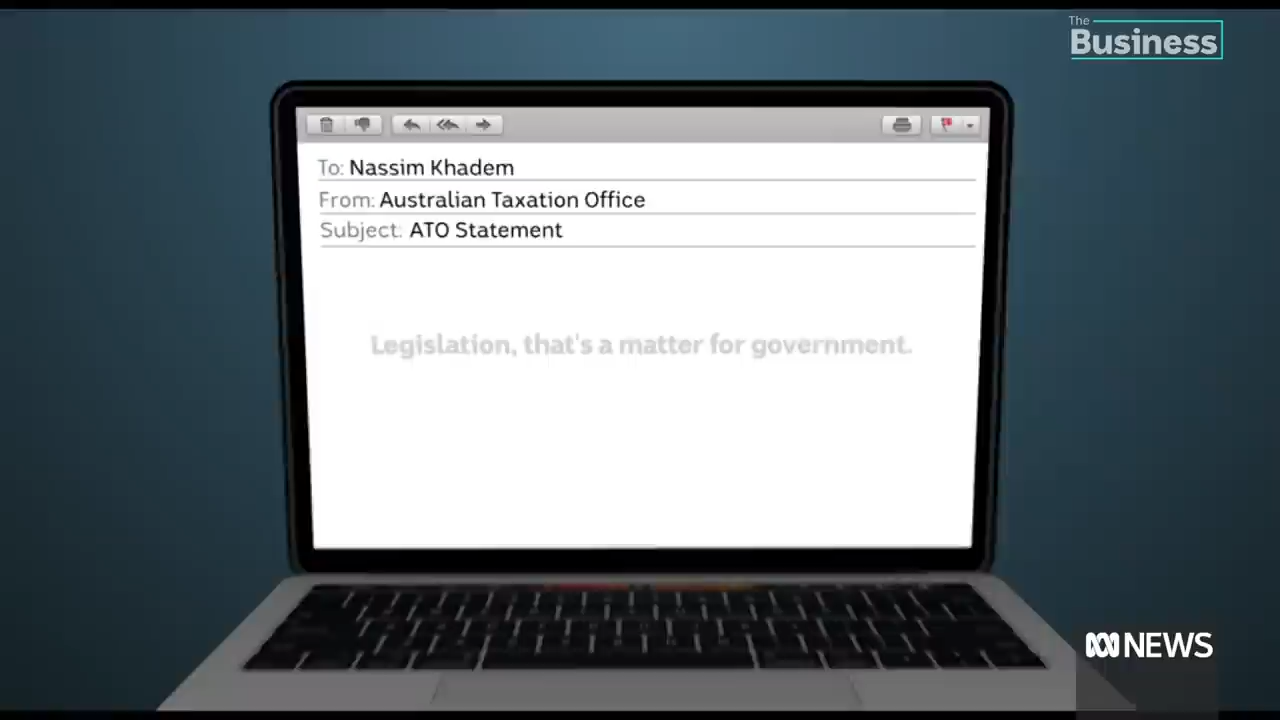 The
Business
To: Nassim Khadem
From: Australian Taxation Office
Subject: ATO Statement
Legislation, that's a matter for government.
NEWS